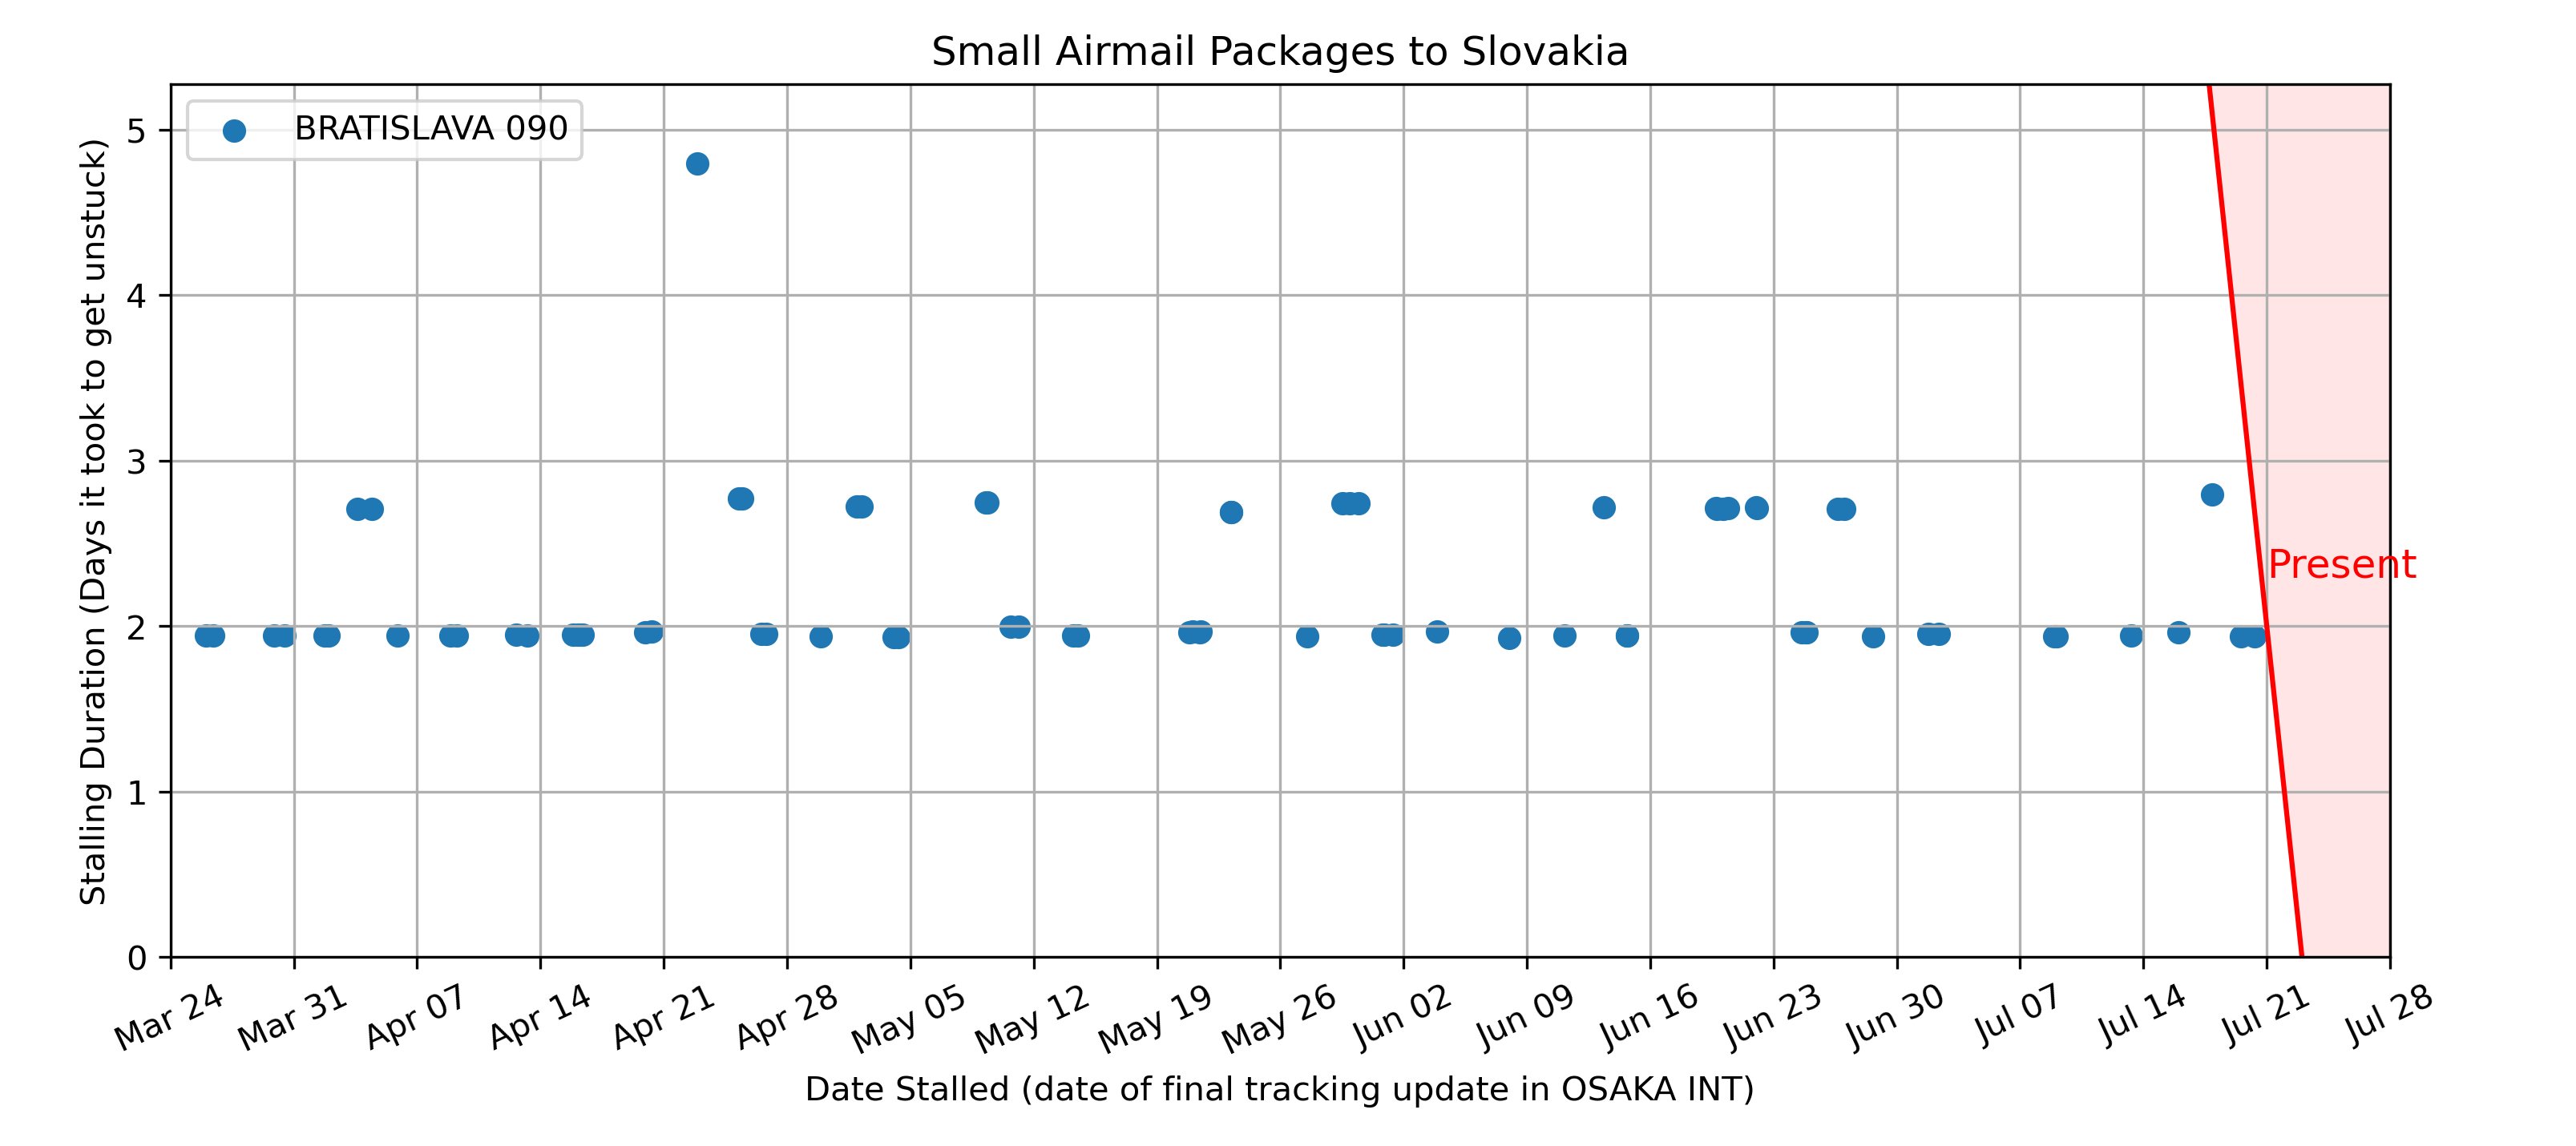 Small Airmail Packages to Slovakia
BRATISLAVA 090
Stalling Duration (Days it took to get unstuck)
5
4
3
2
1
0
Present
Mar 24
Mar 31
Apr 07
Apr 14
Apr 21
Apr 28
May 05
May 12
May 19
May 26
Jun 02
Jun 09
Jun 16
Jun 23
Jun 30
Jul 07
Jul 14
Jul 21
Jul 28
Date Stalled (date of final tracking update in OSAKA INT)